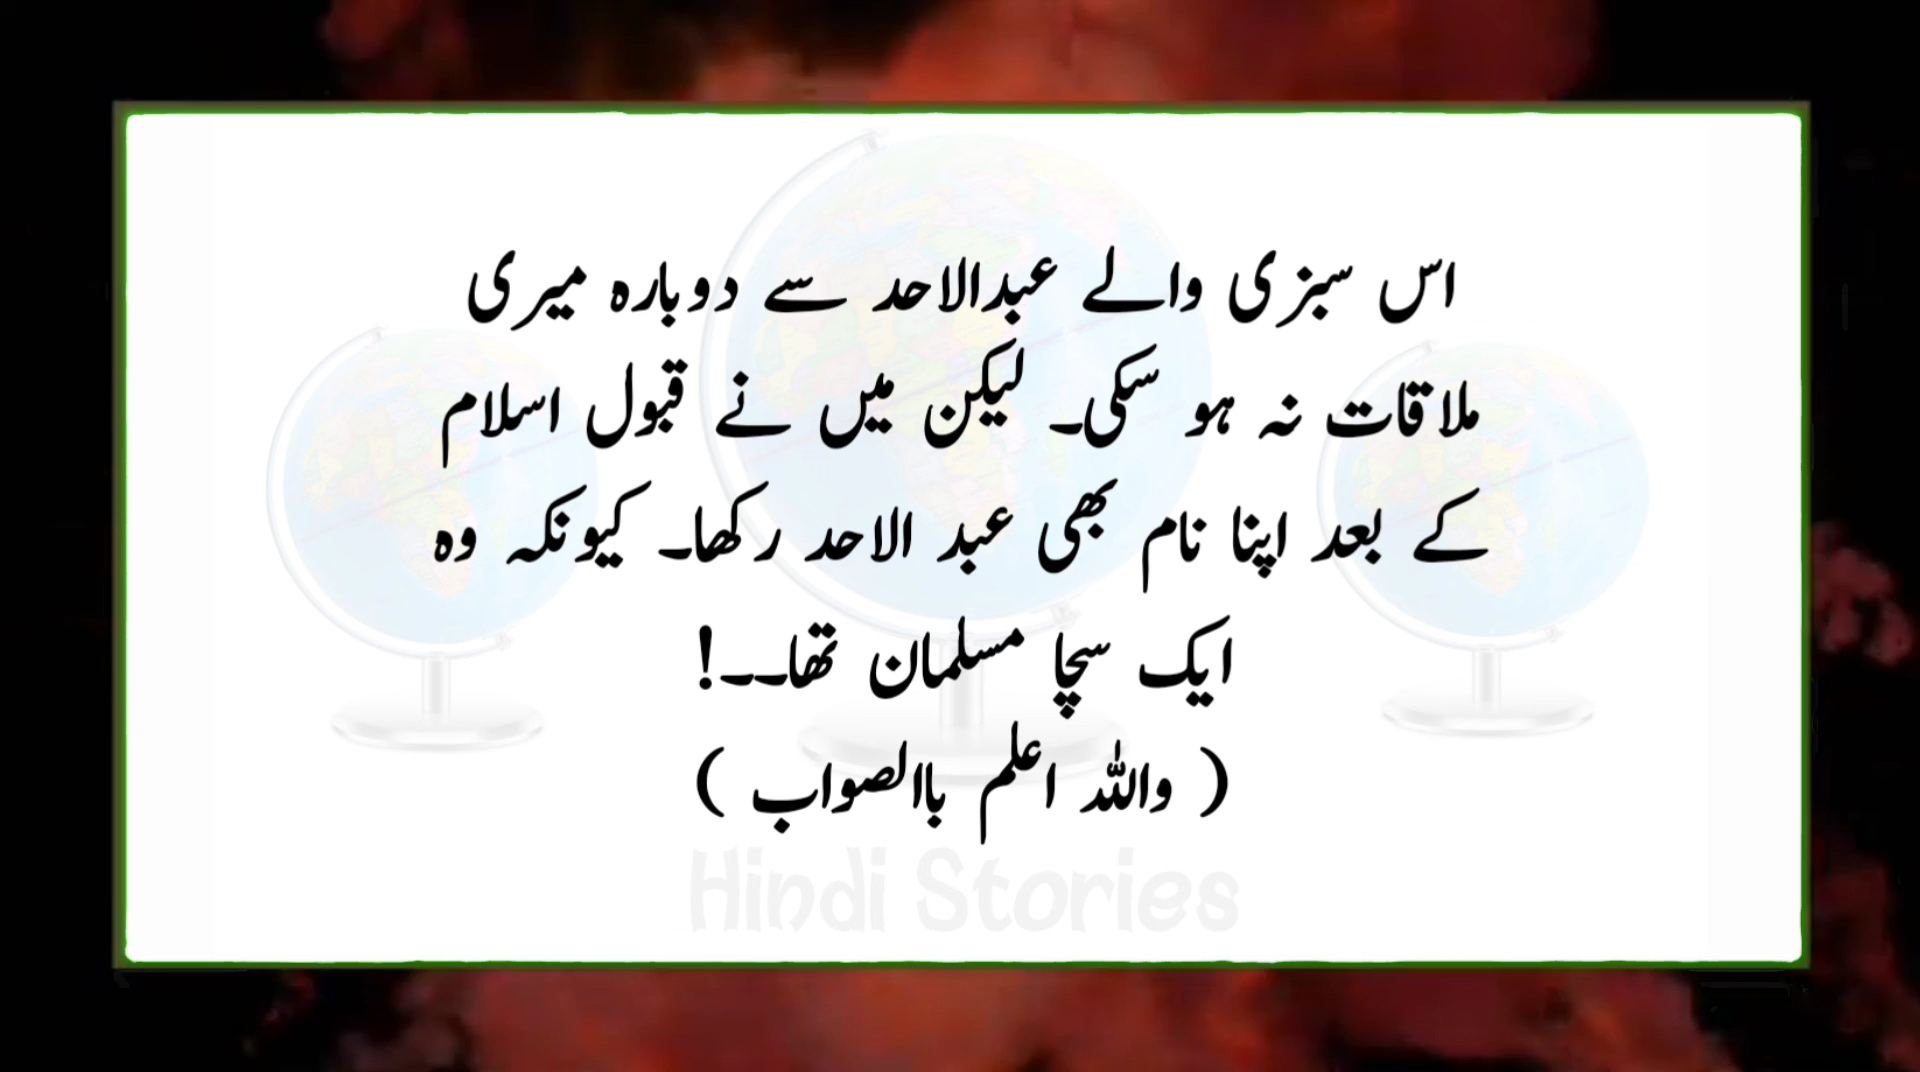 اس سبزی والے عبدالاحد سے دوبارہ میری
ملاقات نہ ہو سکی۔ لیکن میں نے قبول اسلام
کے بعد اپنا نام بھی عبد الاحد رکھا۔ کیونکہ وہ
ایک سچا مسلمان تھا۔۔۔!
( واللہ اعلم باالصواب )
Hindi Stories